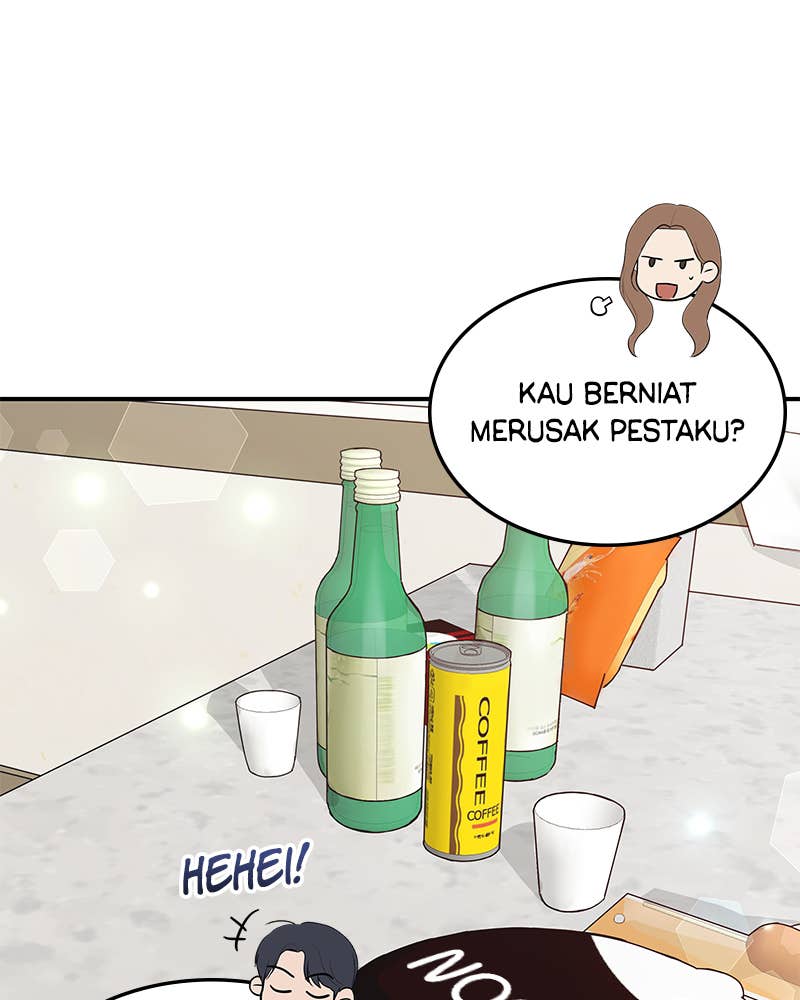 KAU BERNIAT
MERUSAK PESTAKU?
COFFEE
COFFEE
HEHEI!